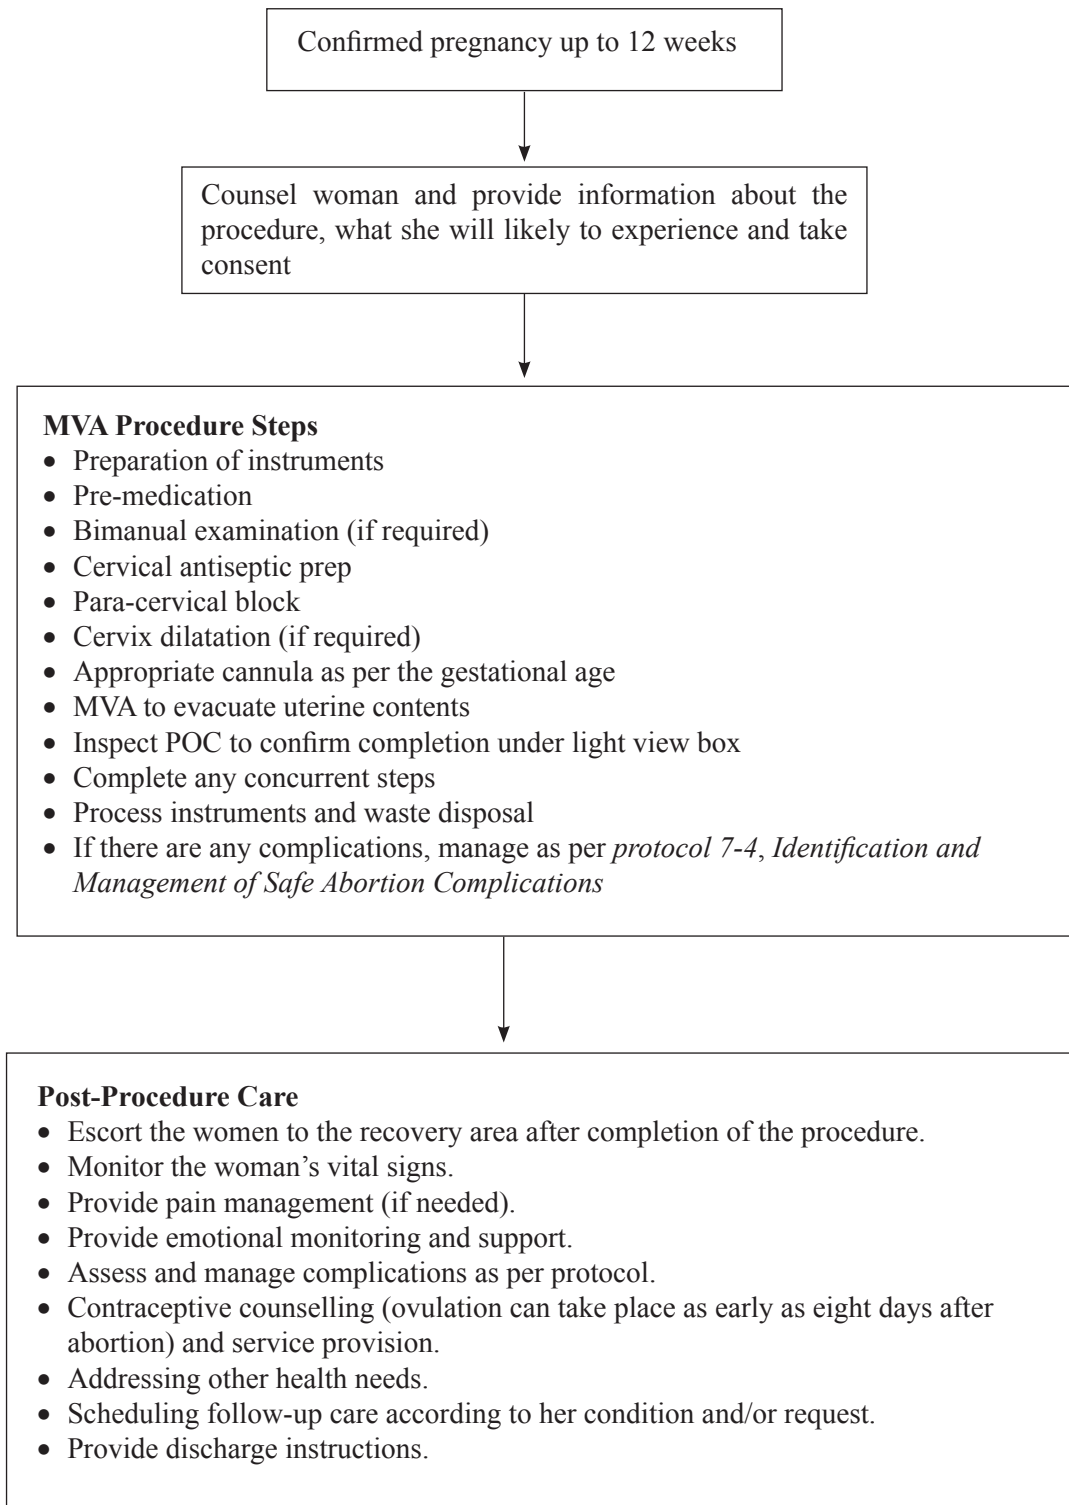 Confirmed pregnancy up to 12 weeks
Counsel woman and provide information about the
procedure, what she will likely to experience and take
consent
MVA Procedure Steps
• Preparation of instruments
• Pre-medication
• Bimanual examination (if required)
• Cervical antiseptic prep
• Para-cervical block
• Cervix dilatation (if required)
• Appropriate cannula as per the gestational age
• MVA to evacuate uterine contents
• Inspect POC to confirm completion under light view box
• Complete any concurrent steps
• Process instruments and waste disposal
• If there are any complications, manage as per protocol 7-4, Identification and
Management of Safe Abortion Complications
Post-Procedure Care
• Escort the women to the recovery area after completion of the procedure.
• Monitor the woman’s vital signs.
• Provide pain management (if needed).
• Provide emotional monitoring and support.
• Assess and manage complications as per protocol.
• Contraceptive counselling (ovulation can take place as early as eight days after
abortion) and service provision.
• Addressing other health needs.
• Scheduling follow-up care according to her condition and/or request.
• Provide discharge instructions.